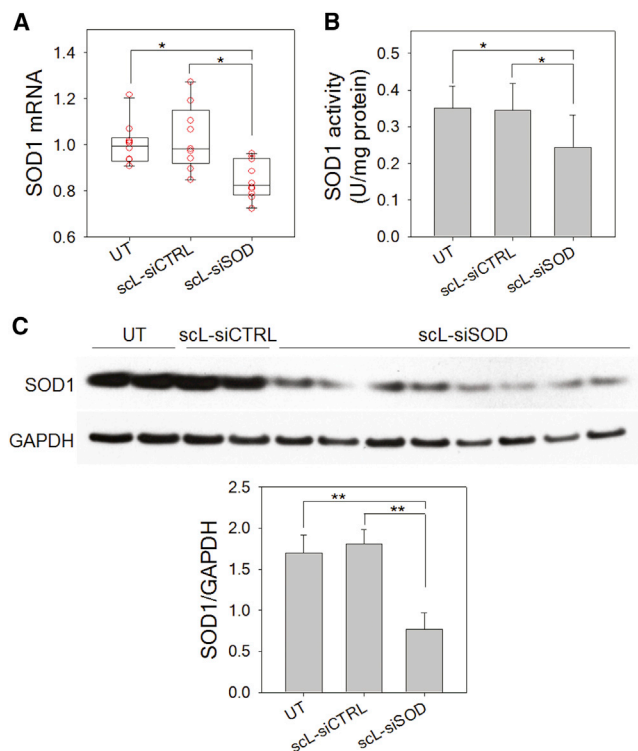 A
SOD1 mRNA
1.4
1.2
1.0
0.8
0.6
*
*
UT
scL-siCTRL
scL-siSOD
B
SOD1 activity
(U/mg protein)
0.5
0.4
0.3
0.2
0.1
0.0
*
*
UT
scL-siCTRL
scL-siSOD
C
UT scL-siCTRL scL-siSOD
SOD1
GAPDH
SOD1/GAPDH
2.5
2.0
1.5
1.0
0.5
0.0
**
**
UT
scL-siCTRL
scL-siSOD